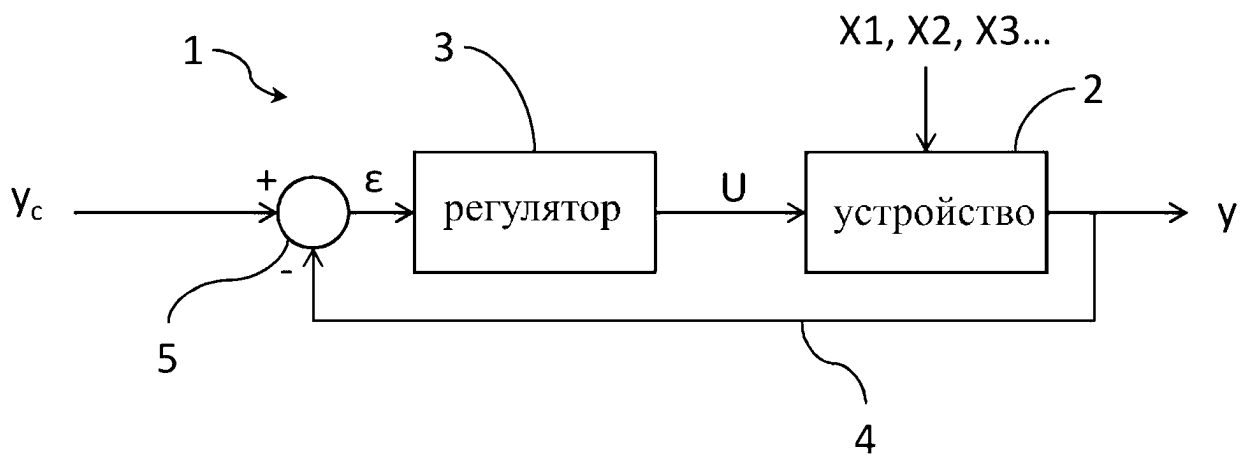 1
3
X1, X2, X3...
2
yc
+
ε
регулятор
U
устройство
y
-
5
4